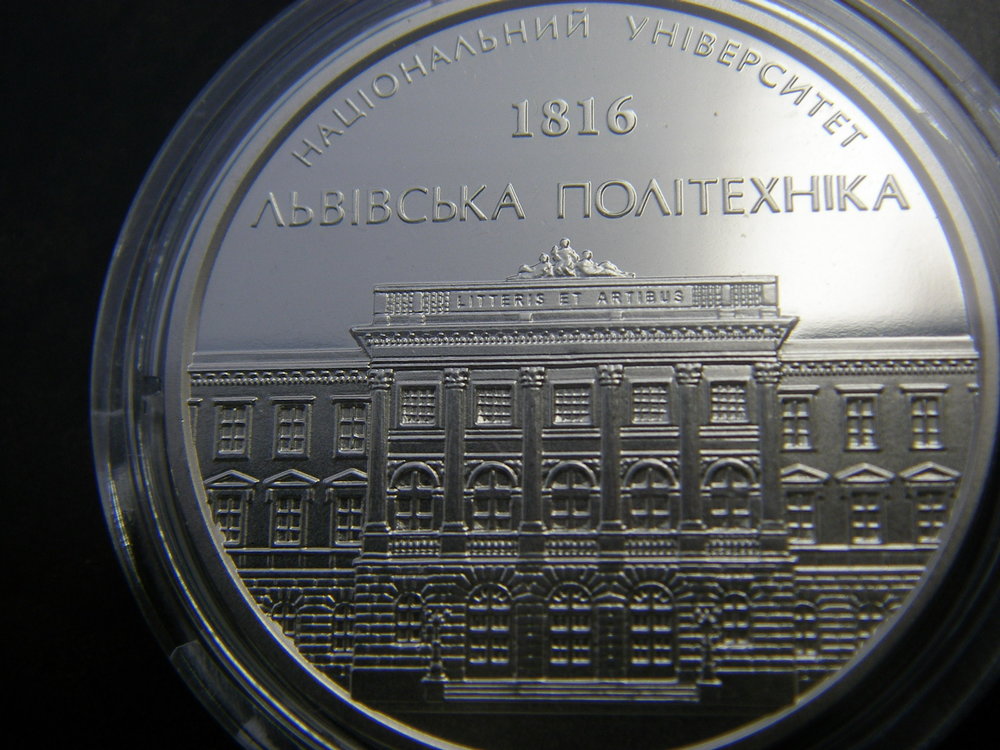 НАЦІОНАЛЬНИЙ УНІВЕРСИТЕТ
1816
ЛЬВІВСЬКА ПОЛІТЕХНІКА
LITTERIS ET ARTIBUS